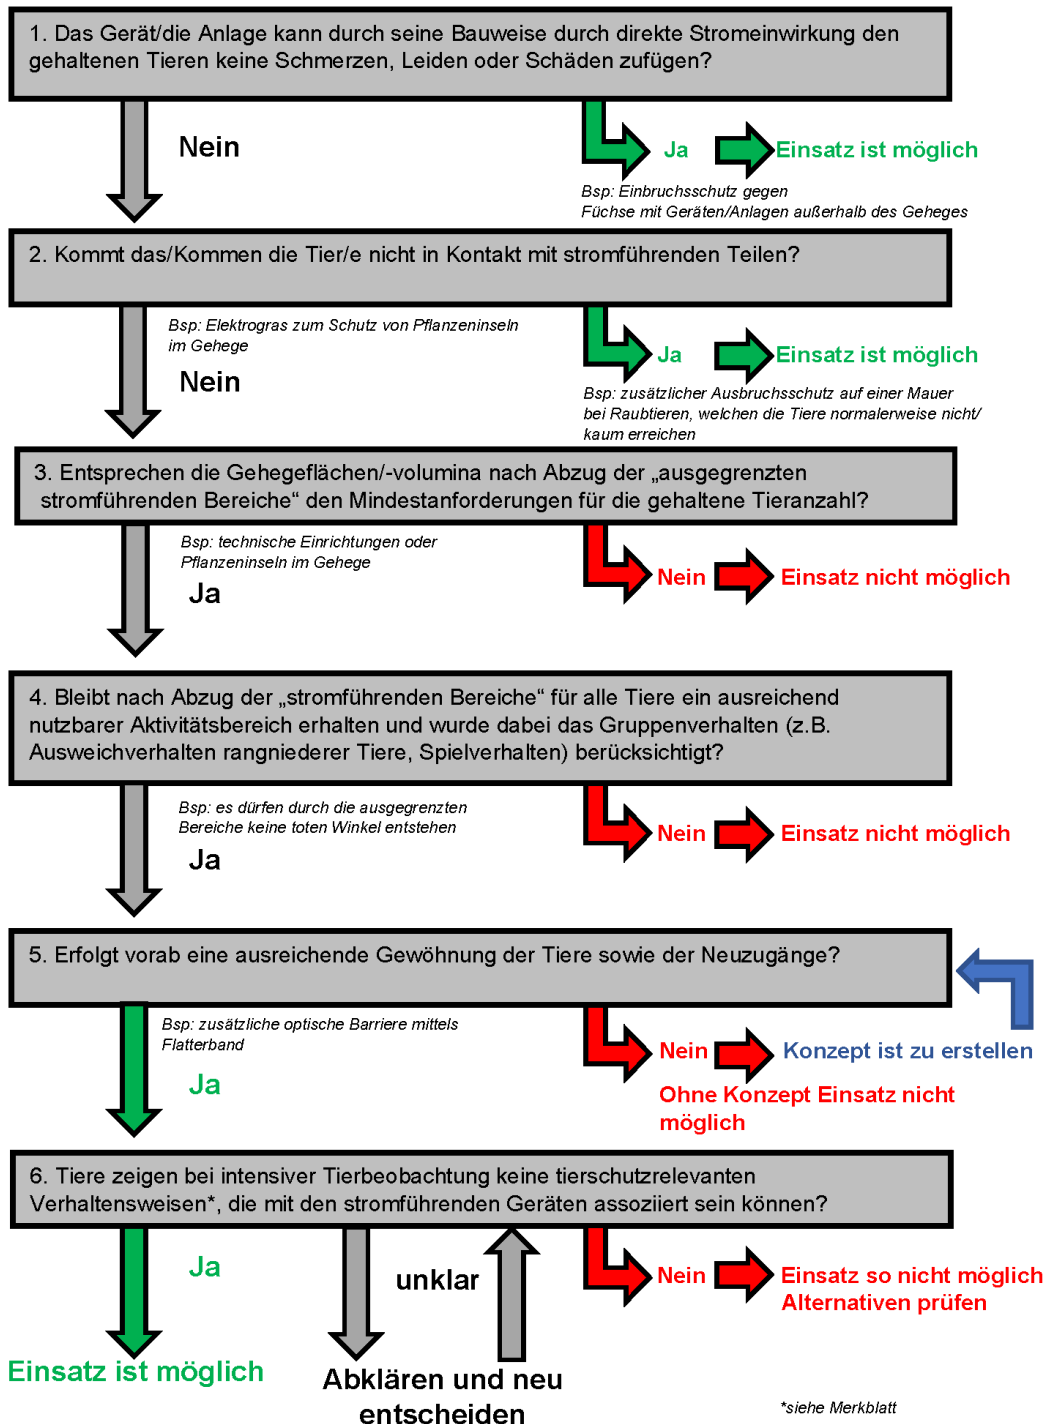 1. Das Gerät/die Anlage kann durch seine Bauweise durch direkte Stromeinwirkung den
gehaltenen Tieren keine Schmerzen, Leiden oder Schäden zufügen?
Nein
Ja
Einsatz ist möglich
Bsp: Einbruchsschutz gegen
Füchse mit Geräten/Anlagen außerhalb des Geheges
2. Kommt das/Kommen die Tier/e nicht in Kontakt mit stromführenden Teilen?
Bsp: Elektrogras zum Schutz von Pflanzeninseln
im Gehege
Nein
Ja
Einsatz ist möglich
Bsp: zusätzlicher Ausbruchsschutz auf einer Mauer
bei Raubtieren, welchen die Tiere normalerweise nicht/
kaum erreichen
3. Entsprechen die Gehegeflächen/-volumina nach Abzug der „ausgegrenzten
stromführenden Bereiche“ den Mindestanforderungen für die gehaltene Tieranzahl?
Bsp: technische Einrichtungen oder
Pflanzeninseln im Gehege
Ja
Nein
Einsatz nicht möglich
4. Bleibt nach Abzug der „stromführenden Bereiche“ für alle Tiere ein ausreichend
nutzbarer Aktivitätsbereich erhalten und wurde dabei das Gruppenverhalten (z.B.
Ausweichverhalten rangniederer Tiere, Spielverhalten) berücksichtigt?
Bsp: es dürfen durch die ausgegrenzten
Bereiche keine toten Winkel entstehen
Ja
Nein
Einsatz nicht möglich
5. Erfolgt vorab eine ausreichende Gewöhnung der Tiere sowie der Neuzugänge?
Bsp: zusätzliche optische Barriere mittels
Flatterband
Ja
Nein
Konzept ist zu erstellen
Ohne Konzept Einsatz nicht
möglich
6. Tiere zeigen bei intensiver Tierbeobachtung keine tierschutzrelevanten
Verhaltensweisen*, die mit den stromführenden Geräten assoziiert sein können?
Ja
unklar
Nein
Einsatz so nicht möglich
Alternativen prüfen
Einsatz ist möglich
Abklären und neu
entscheiden
*siehe Merkblatt